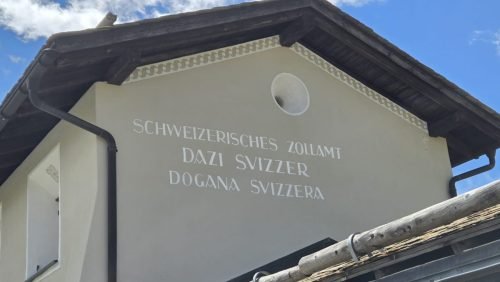 SCHWEIZERISCHES ZOLLAMT
DAZI SVIZZER
DOGANA SVIZZERA